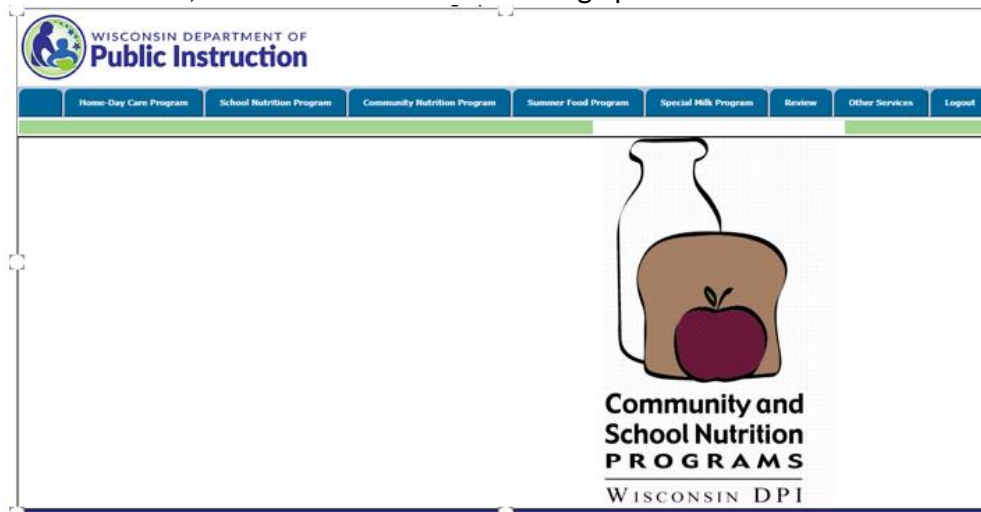 WISCONSIN DEPARTMENT OF
Public Instruction
Home-Day Care Program School Nutrition Program Community Nutrition Program Summer Food Program Special Milk Program Review Other Services Logout
Community and
School Nutrition
PROGRAMS
WISCONSIN DPI